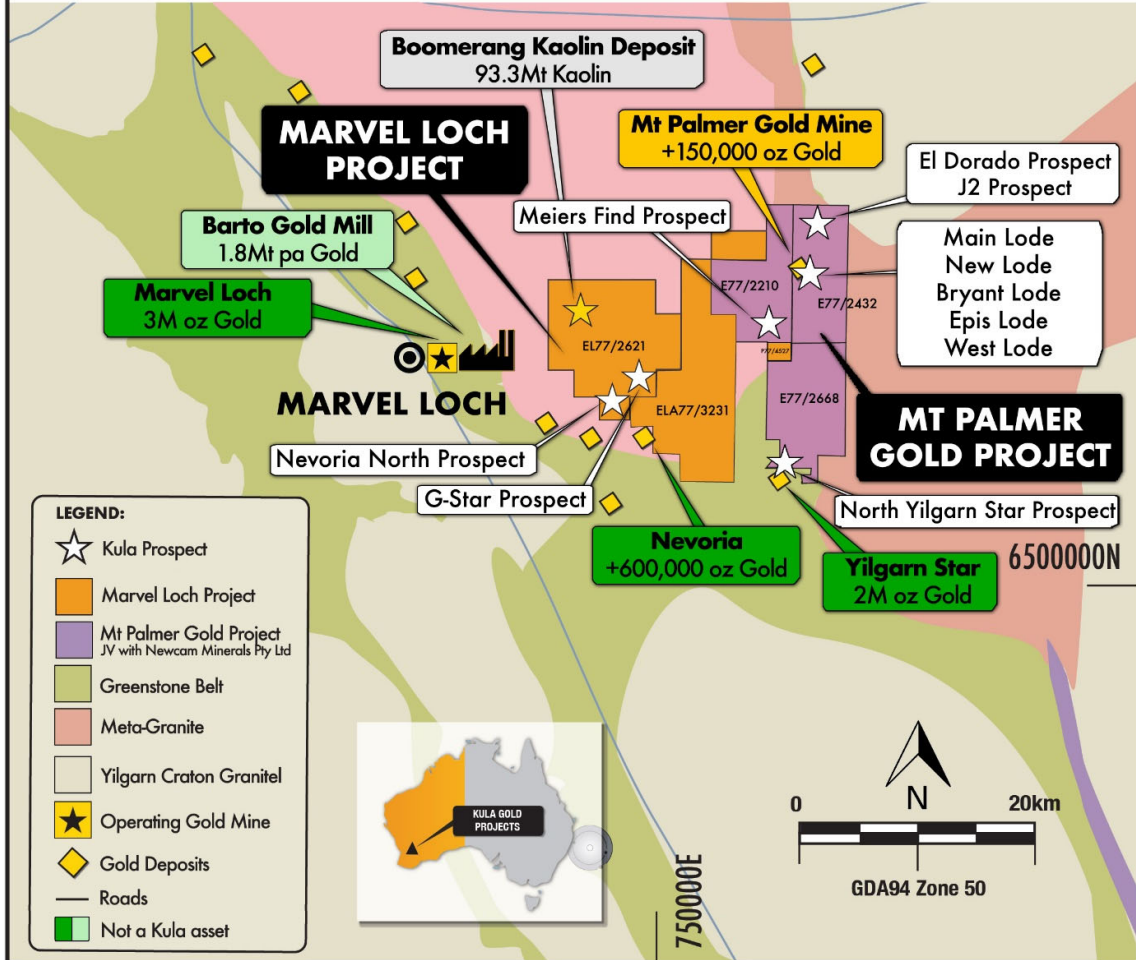 Boomerang Kaolin Deposit
93.3Mt Kaolin
MARVEL LOCH
PROJECT
Mt Palmer Gold Mine
+150,000 oz Gold
El Dorado Prospect
J2 Prospect
Meiers Find Prospect
Barto Gold Mill
1.8Mt pa Gold
Main Lode
New Lode
Bryant Lode
Epis Lode
West Lode
Marvel Loch
3M oz Gold
E77/2210
E77/2432
EL77/2621
MARVEL LOCH
ELA77/3231
E77/2668
MT PALMER
GOLD PROJECT
Nevoria North Prospect
G-Star Prospect
North Yilgarn Star Prospect
Nevoria
+600,000 oz Gold
Yilgarn Star
2M oz Gold
6500000N
LEGEND:
Kula Prospect
Marvel Loch Project
Mt Palmer Gold Project
JV with Newcam Minerals Pty Ltd
Greenstone Belt
Meta-Granite
Yilgarn Craton Granitel
Operating Gold Mine
Gold Deposits
Roads
Not a Kula asset
KULA GOLD
PROJECTS
750000E
N
0 20km
GDA94 Zone 50